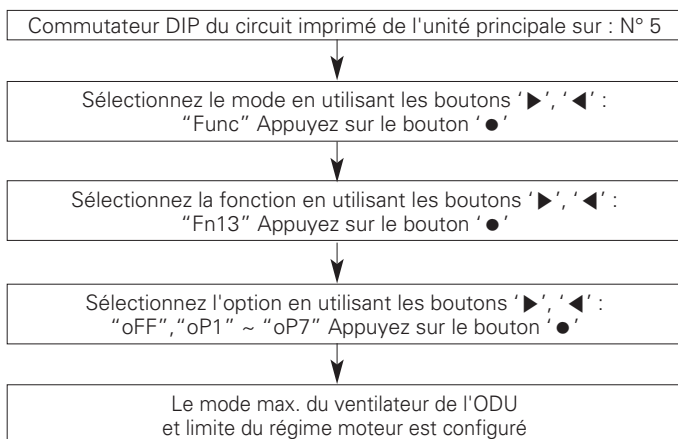 Commutateur DIP du circuit imprimé de l'unité principale sur : N° 5
Sélectionnez le mode en utilisant les boutons ‘▶’, ‘◀’ :
“Func” Appuyez sur le bouton ‘●’
Sélectionnez la fonction en utilisant les boutons ‘▶’, ‘◀’ :
“Fn13” Appuyez sur le bouton ‘●’
Sélectionnez l'option en utilisant les boutons ‘▶’, ‘◀’ :
“oFF”,“oP1” ~ “oP7” Appuyez sur le bouton ‘●’
Le mode max. du ventilateur de l'ODU
et limite du régime moteur est configuré